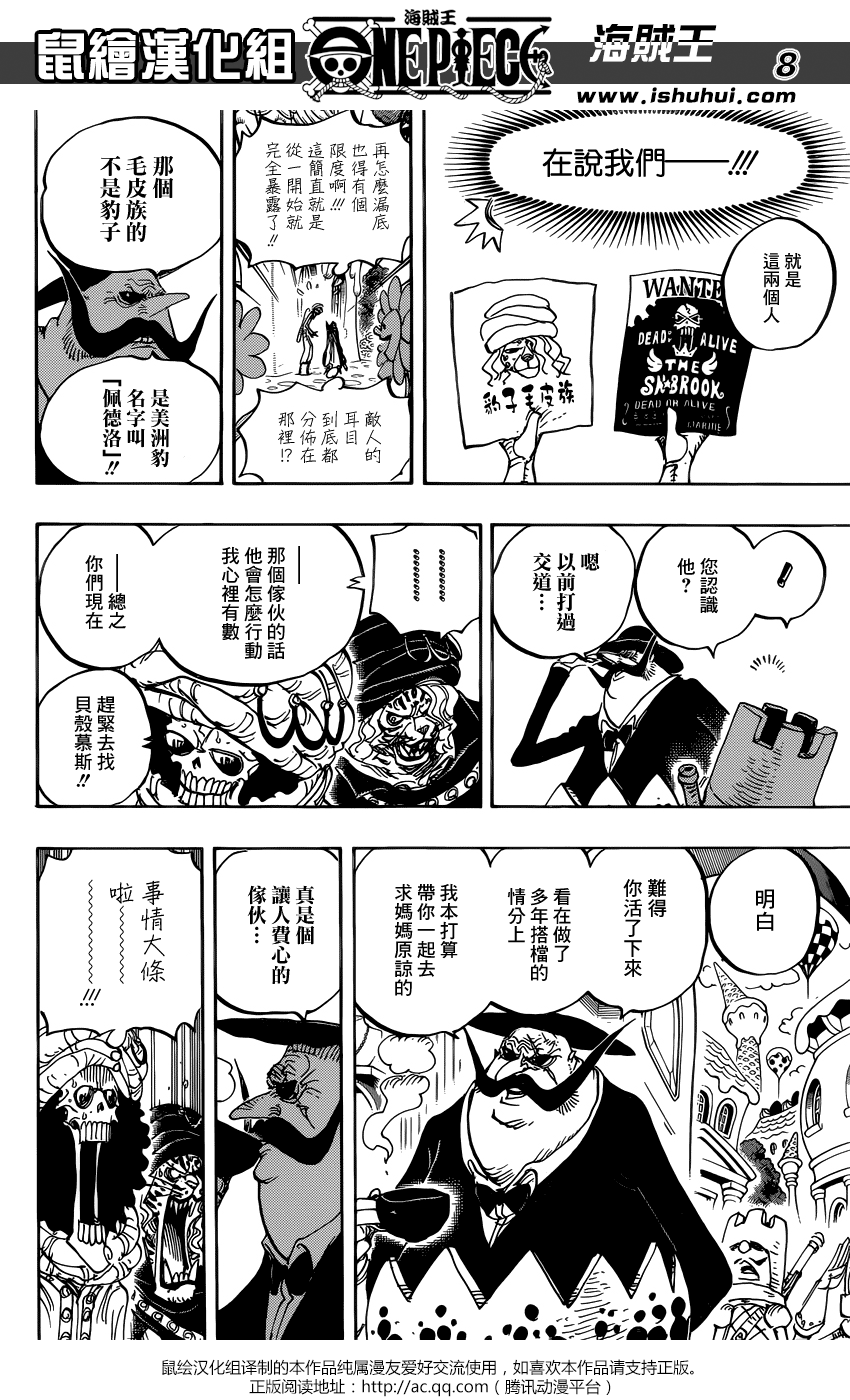 鼠繪漢化組
海賊王
ONE PIECE
海賊王
8
www.ishuhui.com
在說我們——!!!
就是
這兩個人
WANTE
DEAD ALIVE
THE
BROOK
DEAD OR ALIVE
MARINE
豹子毛皮族
再怎麼漏底
也得有個
限度啊!!!
這簡直就是
從一開始就
完全暴露了!!
敵人的
耳目
到底都
分佈在
那裡!?
那個
毛皮族的
不是豹子
是美洲豹
名字叫
『佩德洛』!!
!
您認識
他?
嗯
以前打過
交道…
………
………
——
那個傢伙的話
他會怎麼行動
我心裡有數
——總之
你們現在
趕緊去找
貝殼慕斯!!
明白
難得
你活了下來
看在做了
多年搭檔的
情分上
我本打算
帶你一起去
求媽媽原諒的
真是個
讓人費心的
傢伙…
事情大條
啦~~~~
~~~~~!!!
鼠绘汉化组译制的本作品纯属漫友爱好交流使用，如喜欢本作品请支持正版。
正版阅读地址：http://ac.qq.com（腾讯动漫平台）